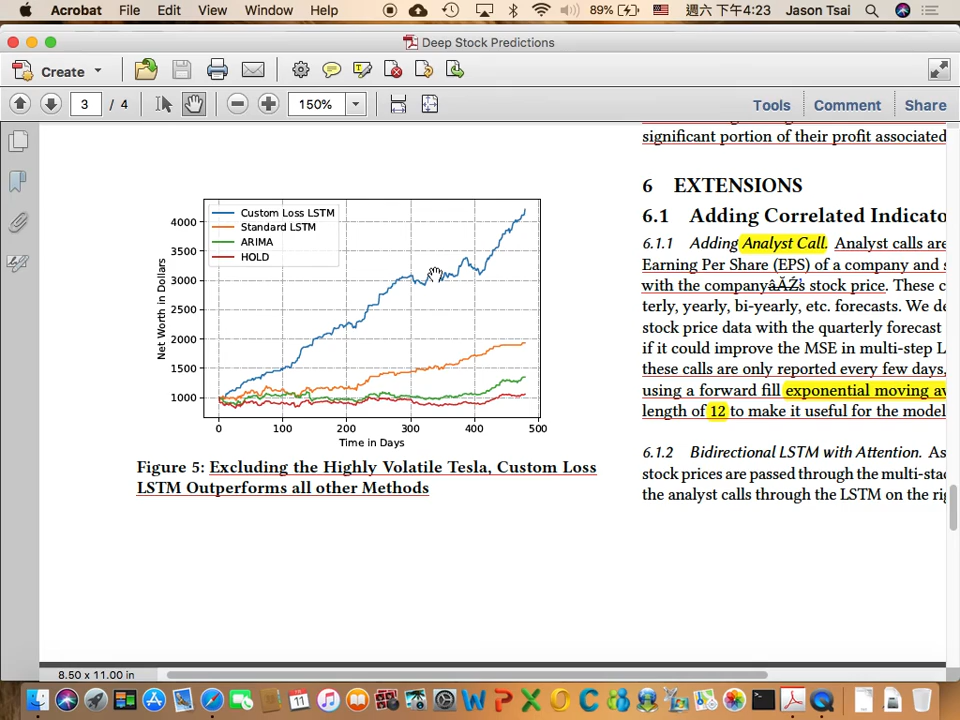 Acrobat File Edit View Window Help 89% 週六 下午4:23 Jason Tsai
Deep Stock Predictions
Create
3 / 4 150% Tools Comment Share
4000
3500
3000
2500
2000
1500
1000
Net Worth in Dollars
Custom Loss LSTM
Standard LSTM
ARIMA
HOLD
0 100 200 300 400 500
Time in Days
Figure 5: Excluding the Highly Volatile Tesla, Custom Loss
LSTM Outperforms all other Methods
significant portion of their profit associated
6 EXTENSIONS
6.1 Adding Correlated Indicato
6.1.1 Adding Analyst Call. Analyst calls are
Earning Per Share (EPS) of a company and s
with the companyâĂŹs stock price. These c
terly, yearly, bi-yearly, etc. forecasts. We de
stock price data with the quarterly forecast
if it could improve the MSE in multi-step L
these calls are only reported every few days,
using a forward fill exponential moving av
length of 12 to make it useful for the model
6.1.2 Bidirectional LSTM with Attention. As
stock prices are passed through the multi-stac
the analyst calls through the LSTM on the rig
8.50 x 11.00 in